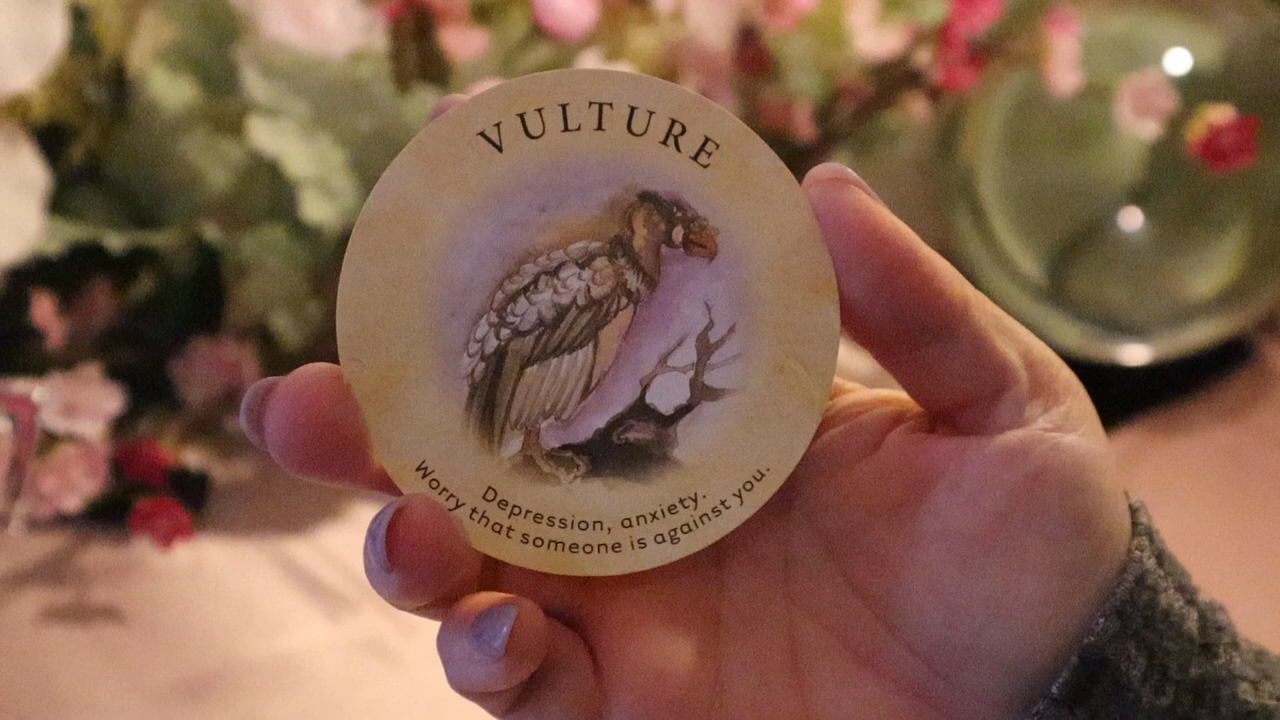 VULTURE
Depression, anxiety.
Worry that someone is against you.